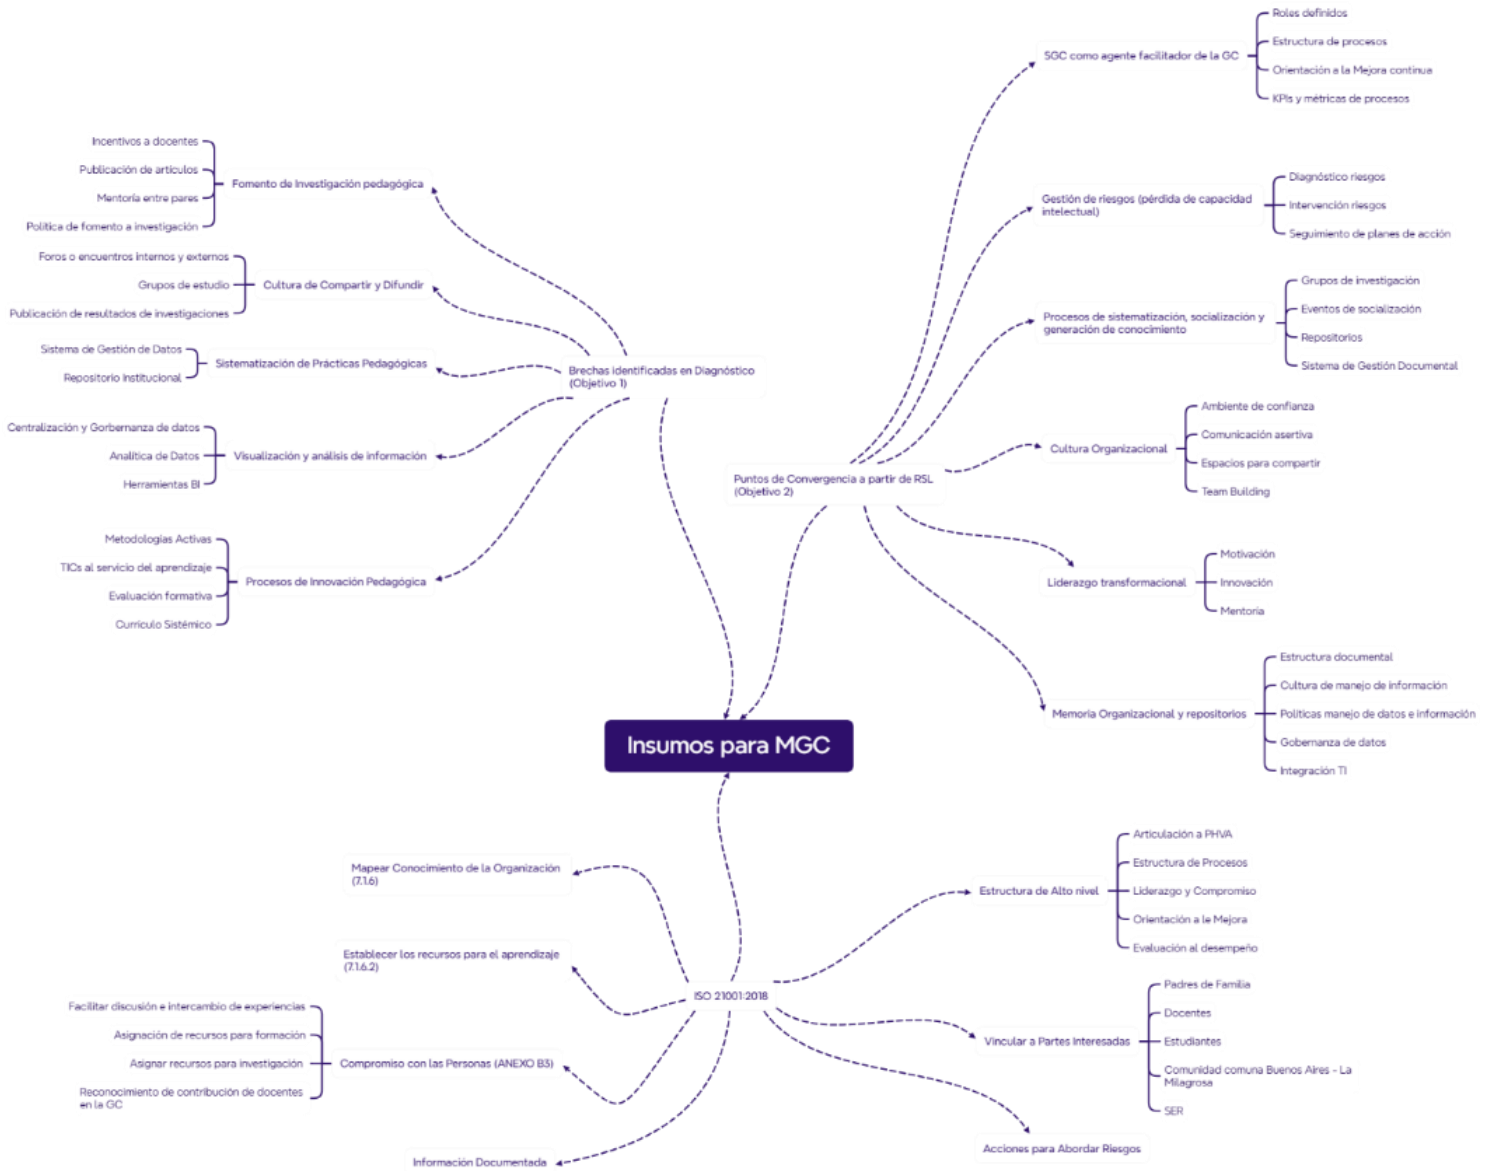 Incentivos a docentes
Publicación de artículos
Mentoría entre pares
Política de fomento a investigación
Fomento de Investigación pedagógica
Foros o encuentros internos y externos
Grupos de estudio
Publicación de resultados de investigaciones
Cultura de Compartir y Difundir
Sistema de Gestión de Datos
Repositorio Institucional
Sistematización de Prácticas Pedagógicas
Centralización y Gorbernanza de datos
Analítica de Datos
Herramientas BI
Visualización y análisis de información
Metodologías Activas
TICs al servicio del aprendizaje
Evaluación formativa
Currículo Sistémico
Procesos de Innovación Pedagógica
Brechas identificadas en Diagnóstico
(Objetivo 1)
Puntos de Convergencia a partir de RSL
(Objetivo 2)
SGC como agente facilitador de la GC
Roles definidos
Estructura de procesos
Orientación a la Mejora continua
KPIs y métricas de procesos
Gestión de riesgos (pérdida de capacidad
intelectual)
Diagnóstico riesgos
Intervención riesgos
Seguimiento de planes de acción
Procesos de sistematización, socialización y
generación de conocimiento
Grupos de investigación
Eventos de socialización
Repositorios
Sistema de Gestión Documental
Cultura Organizacional
Ambiente de confianza
Comunicación asertiva
Espacios para compartir
Team Building
Liderazgo transformacional
Motivación
Innovación
Mentoría
Memoria Organizacional y repositorios
Estructura documental
Cultura de manejo de información
Políticas manejo de datos e información
Gobernanza de datos
Integración TI
Insumos para MGC
Mapear Conocimiento de la Organización
(7.1.6)
Establecer los recursos para el aprendizaje
(7.1.6.2)
Facilitar discusión e intercambio de experiencias
Asignación de recursos para formación
Asignar recursos para investigación
Reconocimiento de contribución de docentes
en la GC
Compromiso con las Personas (ANEXO B3)
Información Documentada
ISO 21001:2018
Estructura de Alto nivel
Articulación a PHVA
Estructura de Procesos
Liderazgo y Compromiso
Orientación a le Mejora
Evaluación al desempeño
Vincular a Partes Interesadas
Padres de Familia
Docentes
Estudiantes
Comunidad comuna Buenos Aires - La
Milagrosa
SER
Acciones para Abordar Riesgos